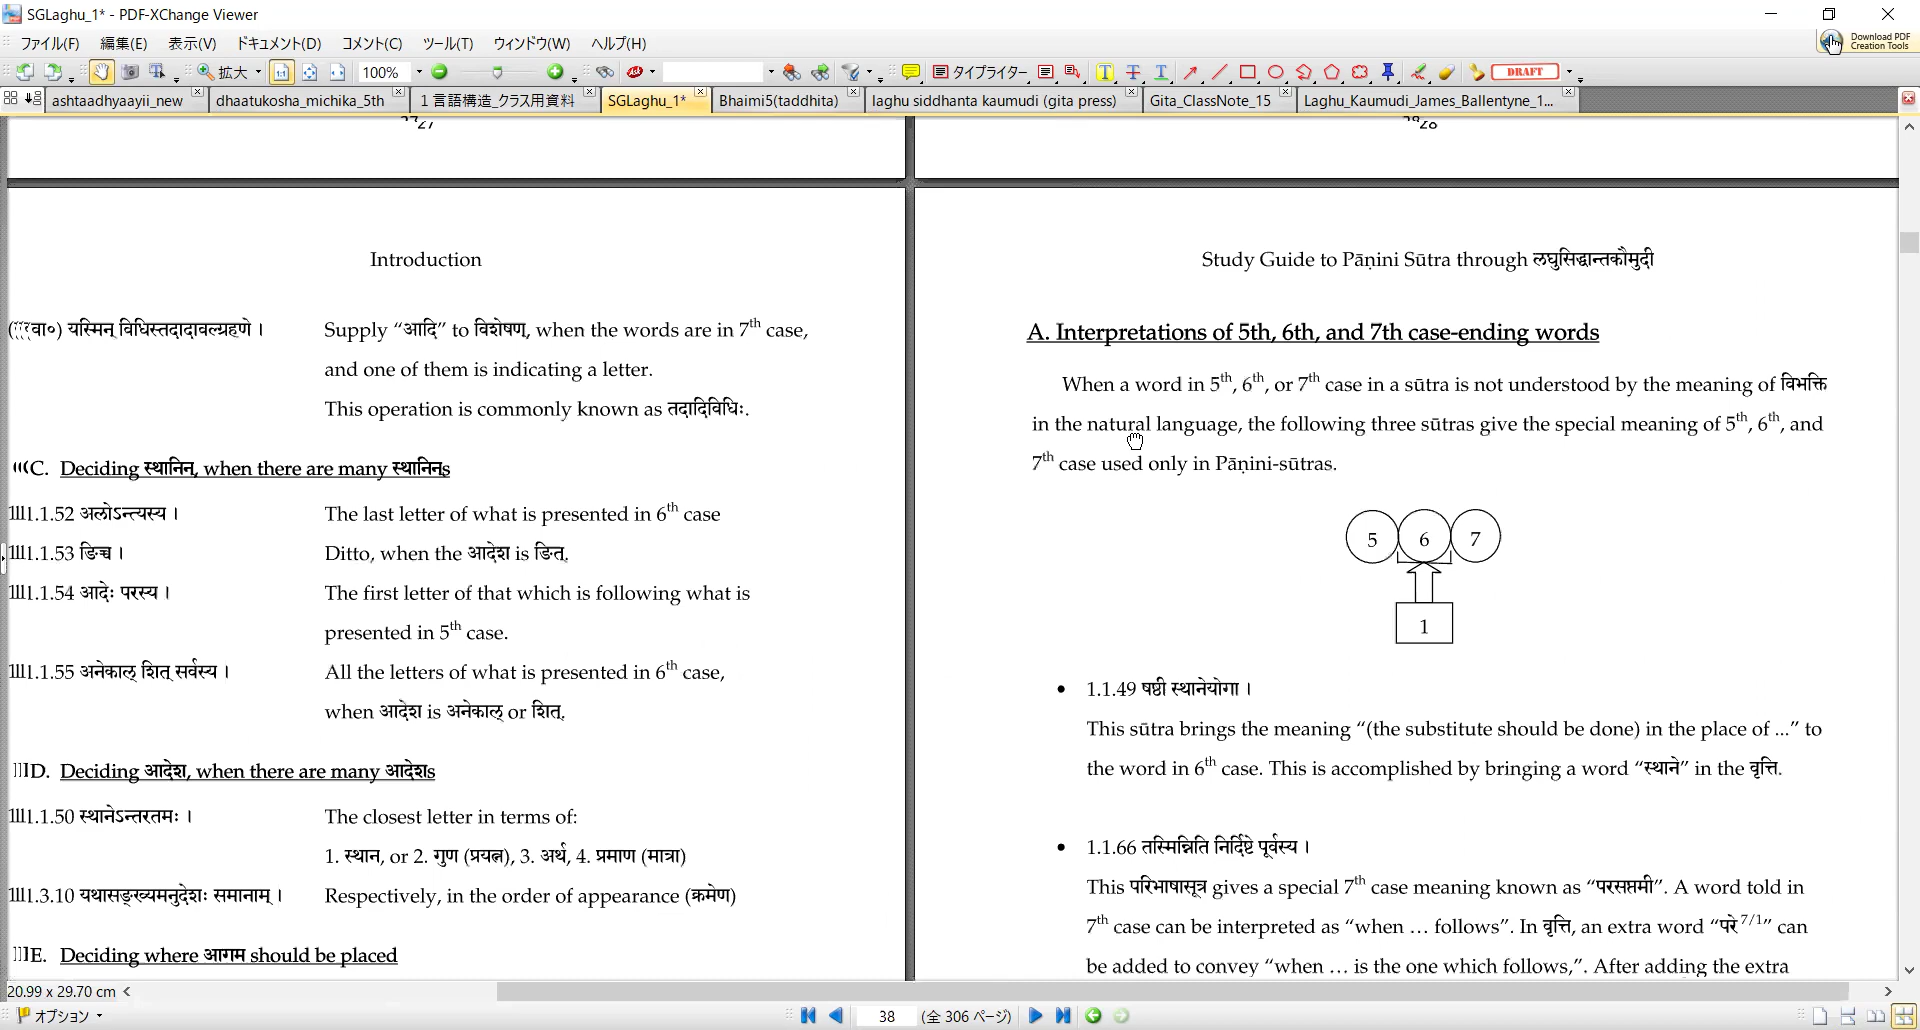 SGLaghu_1* - PDF-XChange Viewer
ファイル(F) 編集(E) 表示(V) ドキュメント(D) コメント(C) ツール(T) ウィンドウ(W) ヘルプ(H)
Download PDF
Creation Tools
拡大 100% タイプライター DRAFT
ashtaadhyaayii_new dhaatukosha_michika_5th 1 言語構造_クラス用資料 SGLaghu_1* Bhaimi5(taddhita) laghu siddhanta kaumudi (gita press) Gita_ClassNote_15 Laghu_Kaumudi_James_Ballentyne_1...
Introduction
वा०) यस्मिन् विधिस्तदादावल्ग्रहणे । Supply “आदि” to विशेषण, when the words are in 7th case,
and one of them is indicating a letter.
This operation is commonly known as तदादिविधिः.
C. Deciding स्थानिन्, when there are many स्थानिन्s
1.1.52 अलोऽन्त्यस्य । The last letter of what is presented in 6th case
1.1.53 ङिच्च । Ditto, when the आदेश is ङित्.
1.1.54 आदेः परस्य । The first letter of that which is following what is
presented in 5th case.
1.1.55 अनेकाल् शित् सर्वस्य । All the letters of what is presented in 6th case,
when आदेश is अनेकाल् or शित्.
D. Deciding आदेश, when there are many आदेशs
1.1.50 स्थानेऽन्तरतमः । The closest letter in terms of:
1. स्थान, or 2. गुण (प्रयत्न), 3. अर्थ, 4. प्रमाण (मात्रा)
1.3.10 यथासङ्ख्यमनुदेशः समानाम् । Respectively, in the order of appearance (क्रमेण)
E. Deciding where आगम should be placed
Study Guide to Pāṇini Sūtra through लघुसिद्धान्तकौमुदी
A. Interpretations of 5th, 6th, and 7th case-ending words
When a word in 5th, 6th, or 7th case in a sūtra is not understood by the meaning of विभक्ति
in the natural language, the following three sūtras give the special meaning of 5th, 6th, and
7th case used only in Pāṇini-sūtras.
5 6 7
1
• 1.1.49 षष्ठी स्थानेयोगा ।
This sūtra brings the meaning “(the substitute should be done) in the place of ...” to
the word in 6th case. This is accomplished by bringing a word “स्थाने” in the वृत्ति.
• 1.1.66 तस्मिन्निति निर्दिष्टे पूर्वस्य ।
This परिभाषासूत्र gives a special 7th case meaning known as “परसप्तमी”. A word told in
7th case can be interpreted as “when … follows”. In वृत्ति, an extra word “परे 7/1” can
be added to convey “when … is the one which follows,”. After adding the extra
20.99 x 29.70 cm
オプション 38 (全 306 ページ)